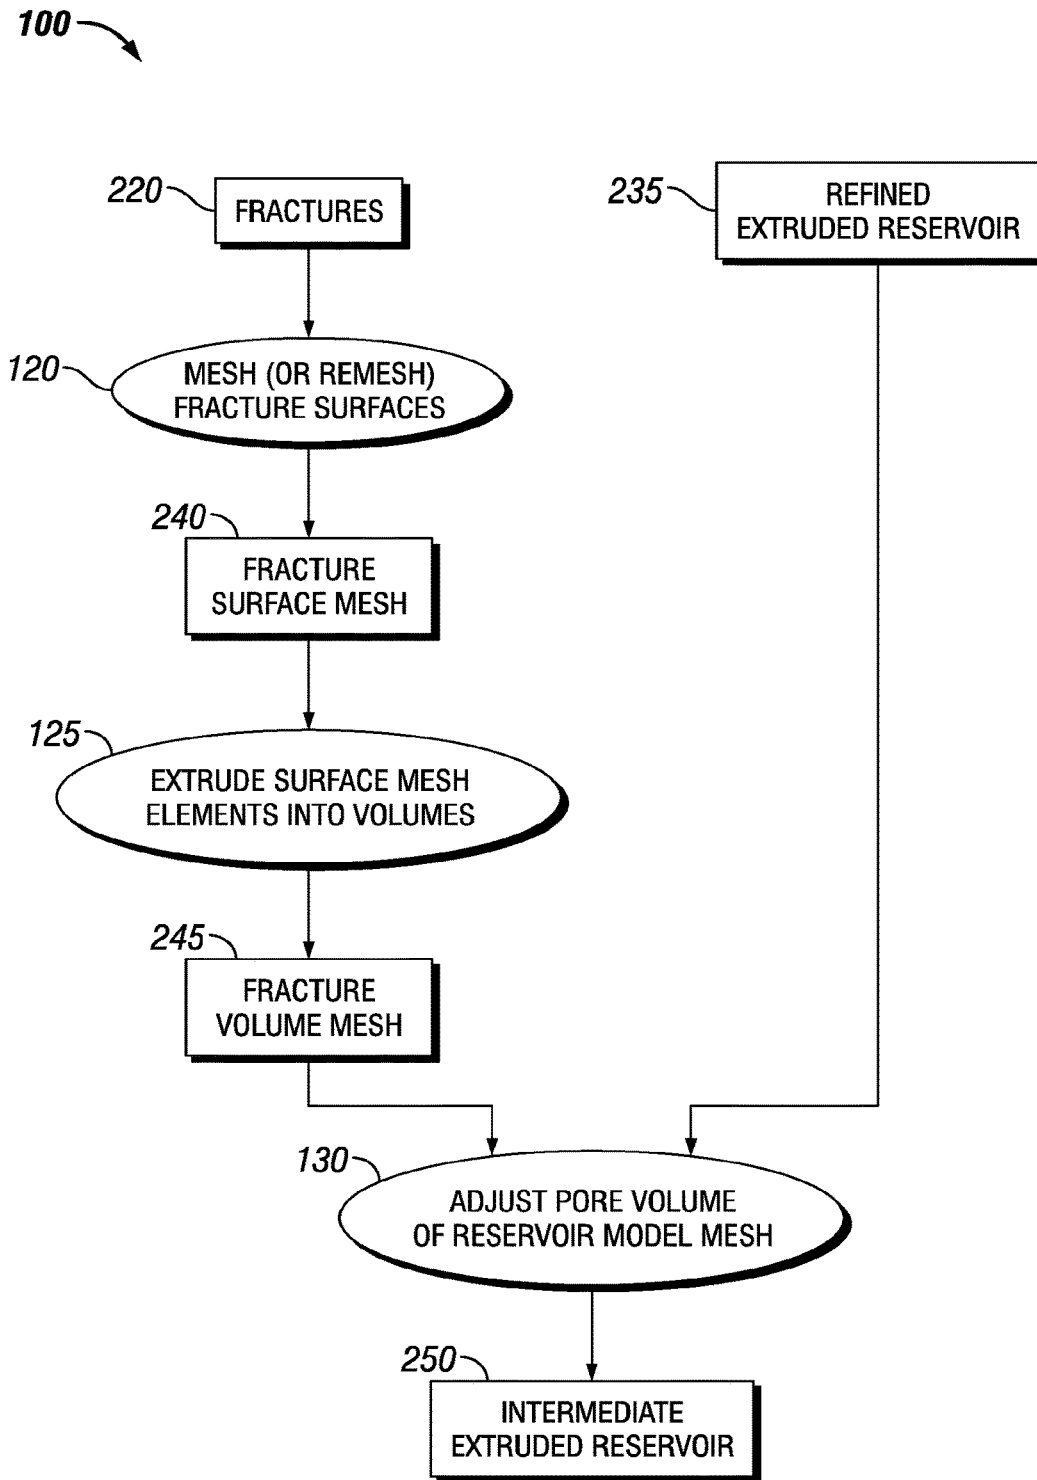 100
220
FRACTURES
235
REFINED
EXTRUDED RESERVOIR
120
MESH (OR REMESH)
FRACTURE SURFACES
240
FRACTURE
SURFACE MESH
125
EXTRUDE SURFACE MESH
ELEMENTS INTO VOLUMES
245
FRACTURE
VOLUME MESH
130
ADJUST PORE VOLUME
OF RESERVOIR MODEL MESH
250
INTERMEDIATE
EXTRUDED RESERVOIR